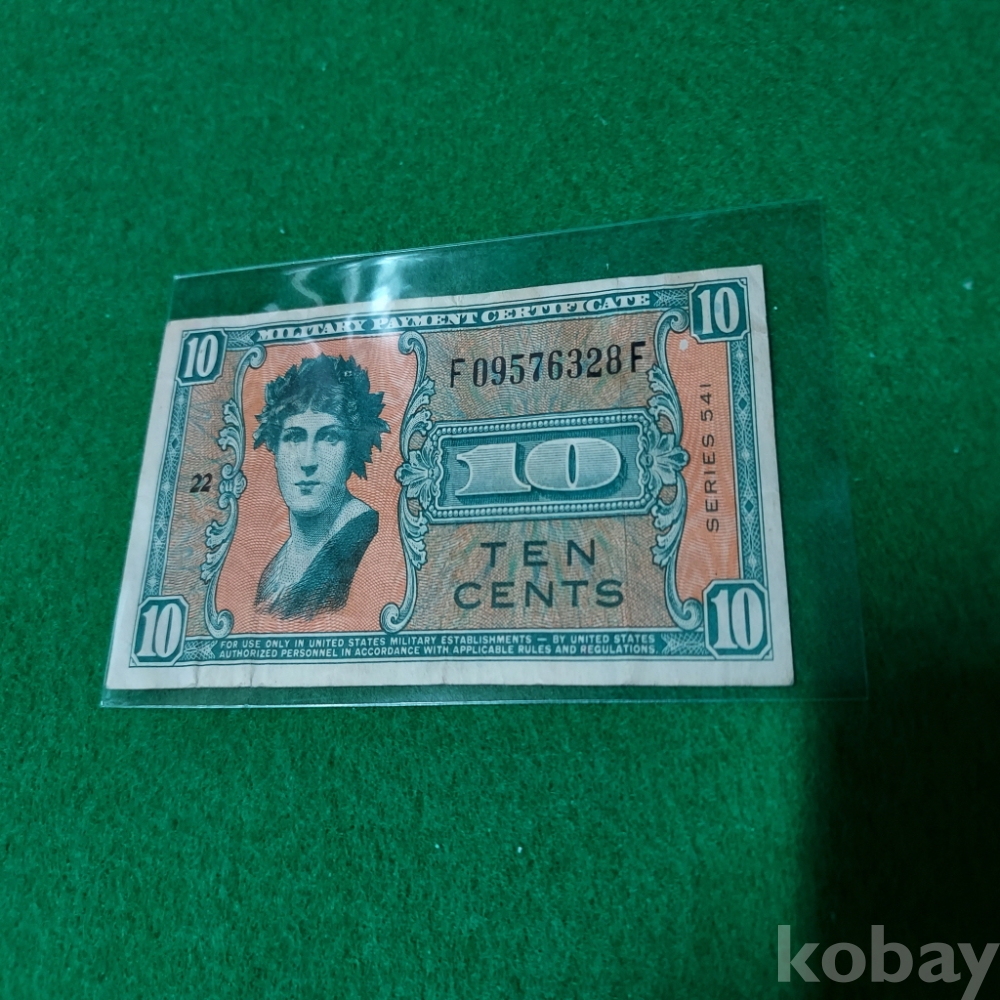 MILITARY PAYMENT CERTIFICATE
10
10
F09576328F
10
SERIES 541
22
TEN
CENTS
10
10
FOR USE ONLY IN UNITED STATES MILITARY ESTABLISHMENTS — BY UNITED STATES
AUTHORIZED PERSONNEL IN ACCORDANCE WITH APPLICABLE RULES AND REGULATIONS.
kobay